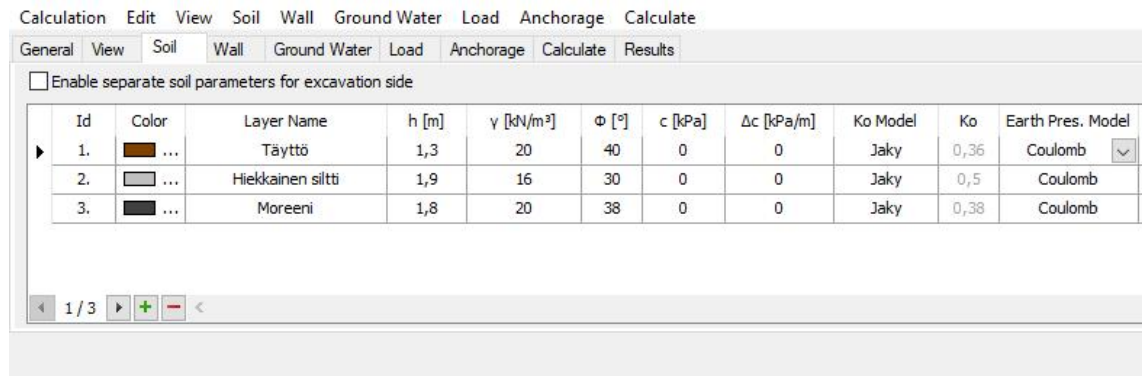 Calculation Edit View Soil Wall Ground Water Load Anchorage Calculate
General View Soil Wall Ground Water Load Anchorage Calculate Results
Enable separate soil parameters for excavation side
Id Color Layer Name h [m] γ [kN/m³] Φ [°] c [kPa] Δc [kPa/m] Ko Model Ko Earth Pres. Model
1. ... Täyttö 1,3 20 40 0 0 Jaky 0,36 Coulomb
2. ... Hiekkainen siltti 1,9 16 30 0 0 Jaky 0,5 Coulomb
3. ... Moreeni 1,8 20 38 0 0 Jaky 0,38 Coulomb
1 / 3